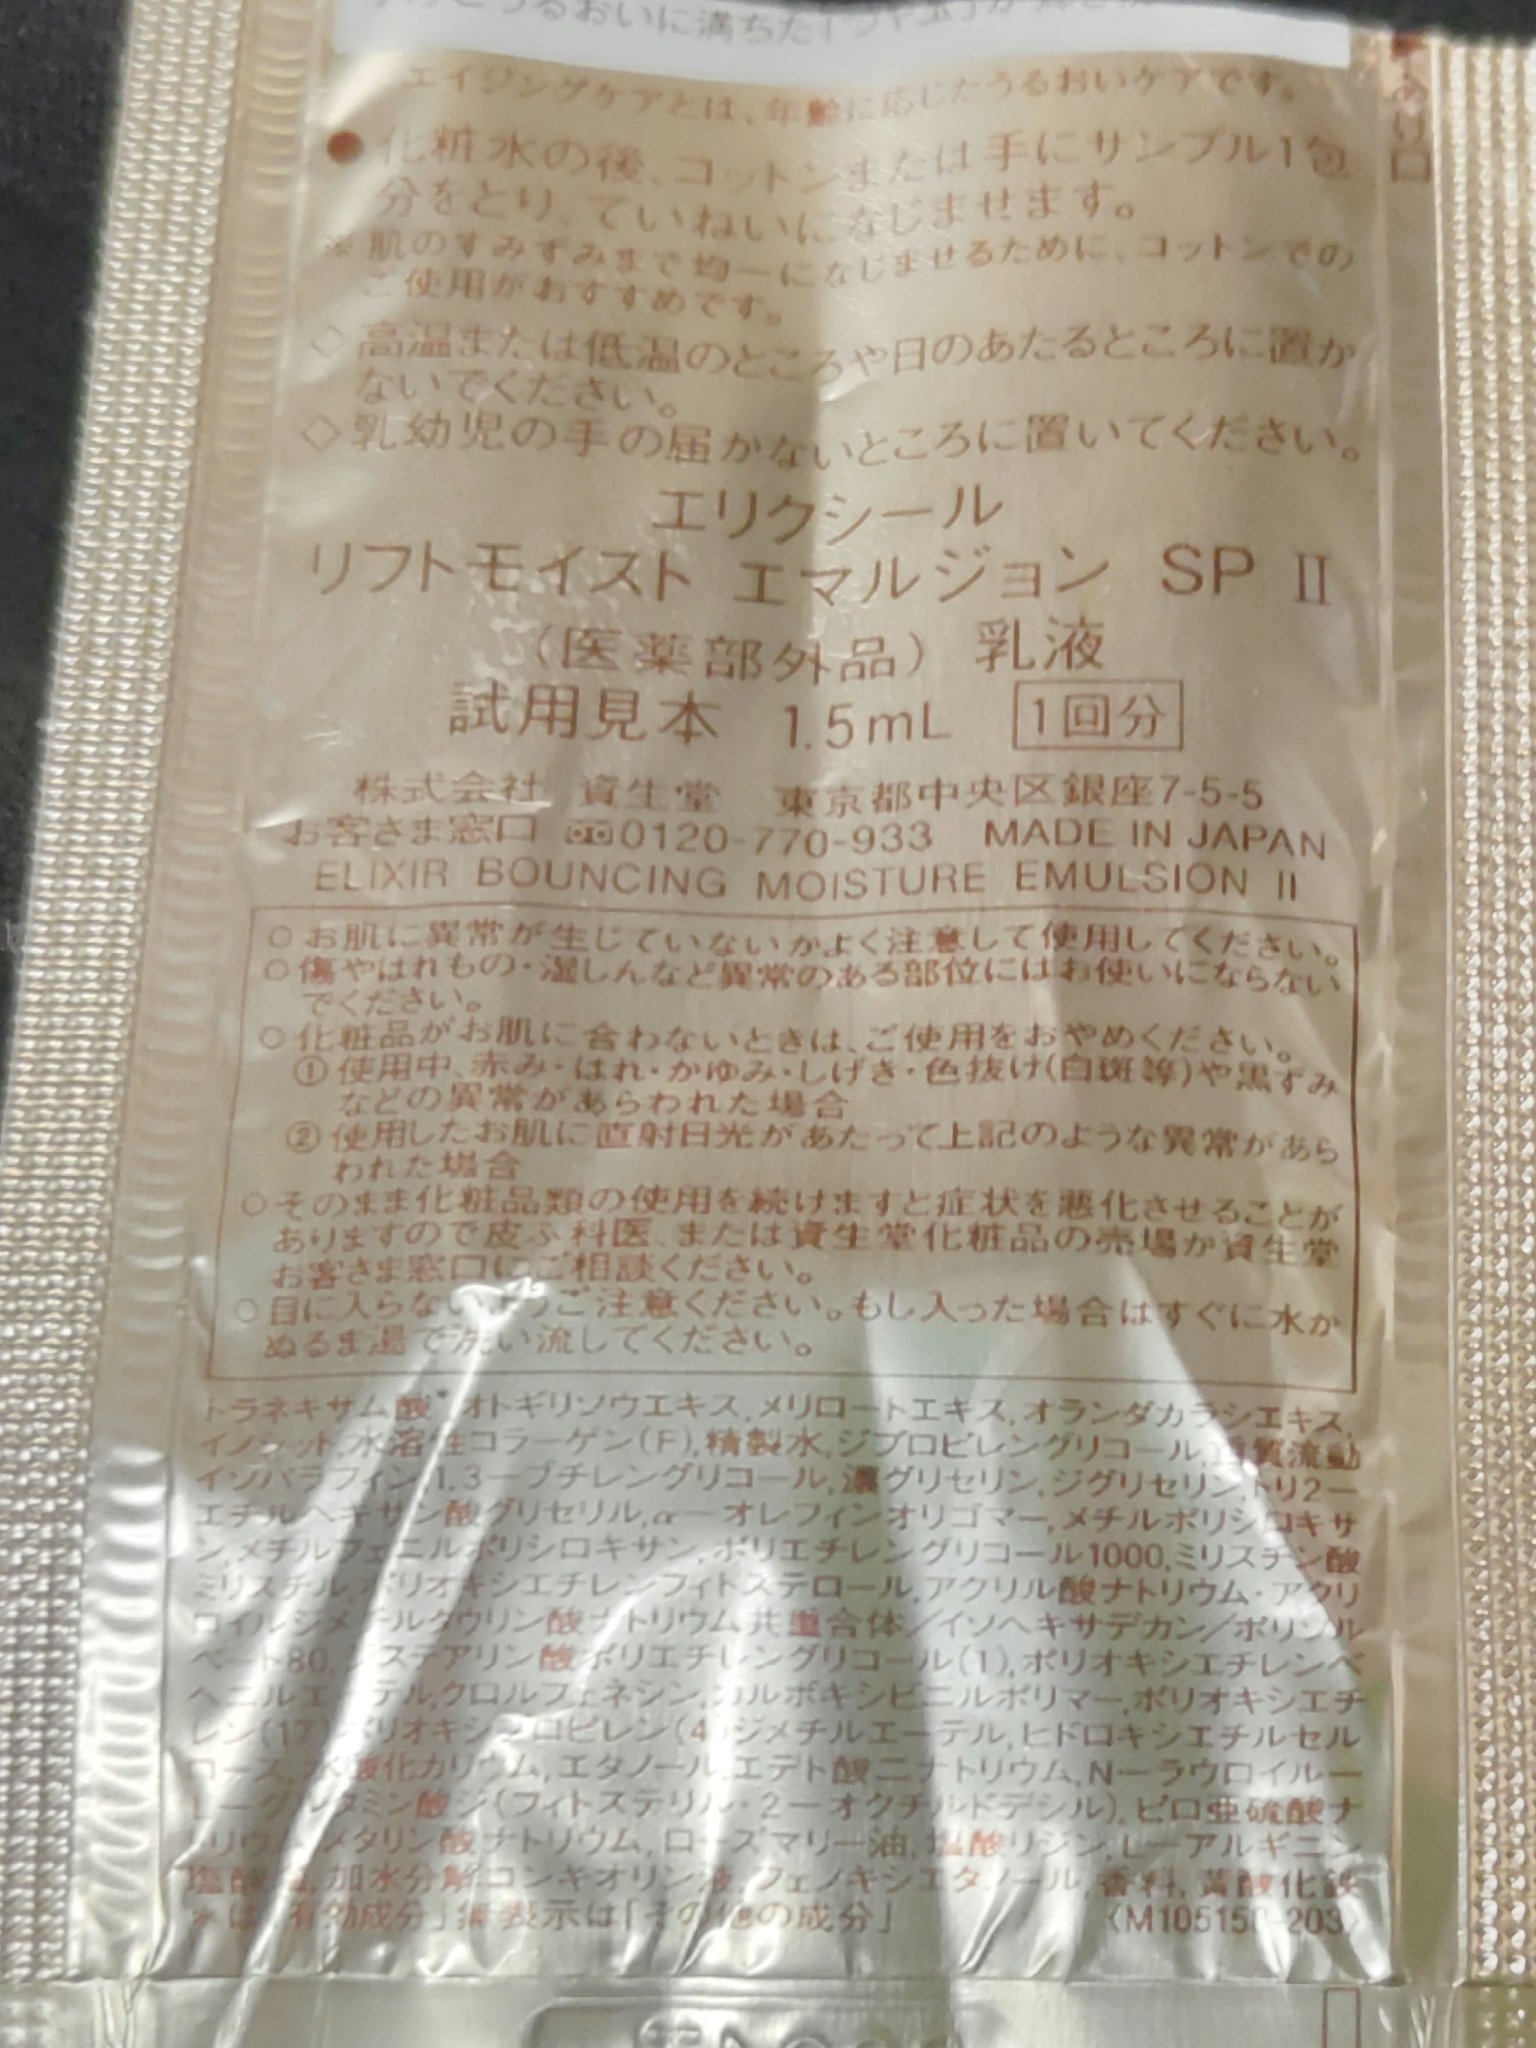 うるおいに満ちた「つや玉」が
エイジングケアとは、年齢に応じたうるおいケアです。
あけ口
●化粧水の後、コットンまたは手にサンプル1包
分をとり、ていねいになじませます。
※肌のすみずみまで均一になじませるために、コットンでの
ご使用がおすすめです。
◇高温または低温のところや日のあたるところに置か
ないでください。
◇乳幼児の手の届かないところに置いてください。
エリクシール
リフトモイスト エマルジョン SP II
(医薬部外品) 乳液
試用見本 1.5mL 1回分
株式会社 資生堂 東京都中央区銀座7-5-5
お客さま窓口 0120-770-933 MADE IN JAPAN
ELIXIR BOUNCING MOISTURE EMULSION II
○お肌に異常が生じていないかよく注意して使用してください。
○傷やはれもの・湿しんなど異常のある部位にはお使いにならない
でください。
○化粧品がお肌に合わないときは、ご使用をおやめください。
①使用中、赤み・はれ・かゆみ・しげき・色抜け(白斑等)や黒ずみ
などの異常があらわれた場合
②使用したお肌に直射日光があたって上記のような異常があら
われた場合
○そのまま化粧品類の使用を続けますと症状を悪化させることが
ありますので皮ふ科医、または資生堂化粧品の売場か資生堂
お客さま窓口にご相談ください。
○目に入らないようご注意ください。もし入った場合はすぐに水か
ぬるま湯で洗い流してください。
トラネキサム酸*,オトギリソウエキス,メリロートエキス,オランダカラシエキス,
イノシット,水溶性コラーゲン(F),精製水,ジプロピレングリコール,軽質流動
イソパラフィン,1,3－ブチレングリコール,濃グリセリン,ジグリセリン,トリ2－
エチルヘキサン酸グリセリル,α－オレフィンオリゴマー,メチルポリシロキサ
ン,メチルフェニルポリシロキサン,ポリエチレングリコール1000,ミリスチン酸
ミリスチル,ポリオキシエチレンフィトステロール,アクリル酸ナトリウム・アクリ
ロイルジメチルタウリン酸ナトリウム共重合体／イソヘキサデカン／ポリソル
ベート80,ジステアリン酸ポリエチレングリコール(1),ポリオキシエチレンベ
ヘニルエーテル,クロルフェネシン,カルボキシビニルポリマー,ポリオキシエチ
レン(17)ポリオキシプロピレン(4)ジメチルエーテル,ヒドロキシエチルセル
ロース,水酸化カリウム,エタノール,エデト酸二ナトリウム,N－ラウロイル－
L－グルタミン酸ジ(フィトステリル・2－オクチルドデシル),ピロ亜硫酸ナ
トリウム,メタリン酸ナトリウム,ローズマリー油,塩酸リジン,L－アルギニン
塩酸塩,加水分解コンキオリン液,フェノキシエタノール,香料,黄酸化鉄
*は「有効成分」無表示は「その他の成分」